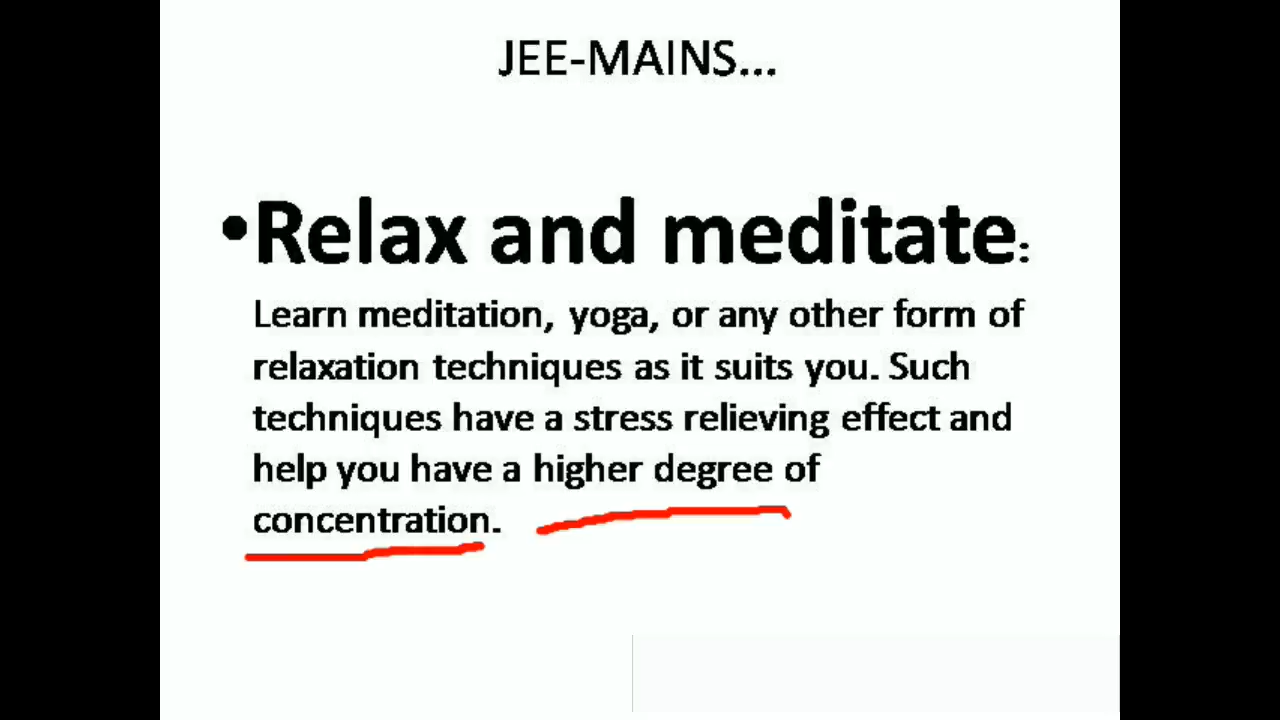 JEE-MAINS...
•Relax and meditate:
Learn meditation, yoga, or any other form of
relaxation techniques as it suits you. Such
techniques have a stress relieving effect and
help you have a higher degree of
concentration.